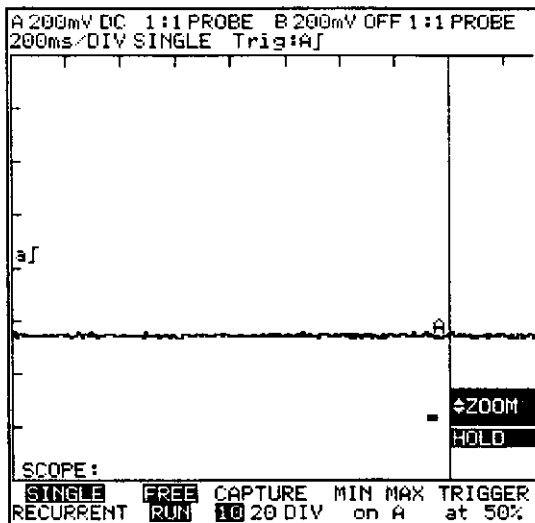 A 200mV DC 1:1 PROBE B 200mV OFF 1:1 PROBE
200ms/DIV SINGLE Trig:A∫
a∫
A
⬍ZOOM
HOLD
SCOPE:
SINGLE FREE CAPTURE MIN MAX TRIGGER
RECURRENT RUN 10 20 DIV on A at 50%